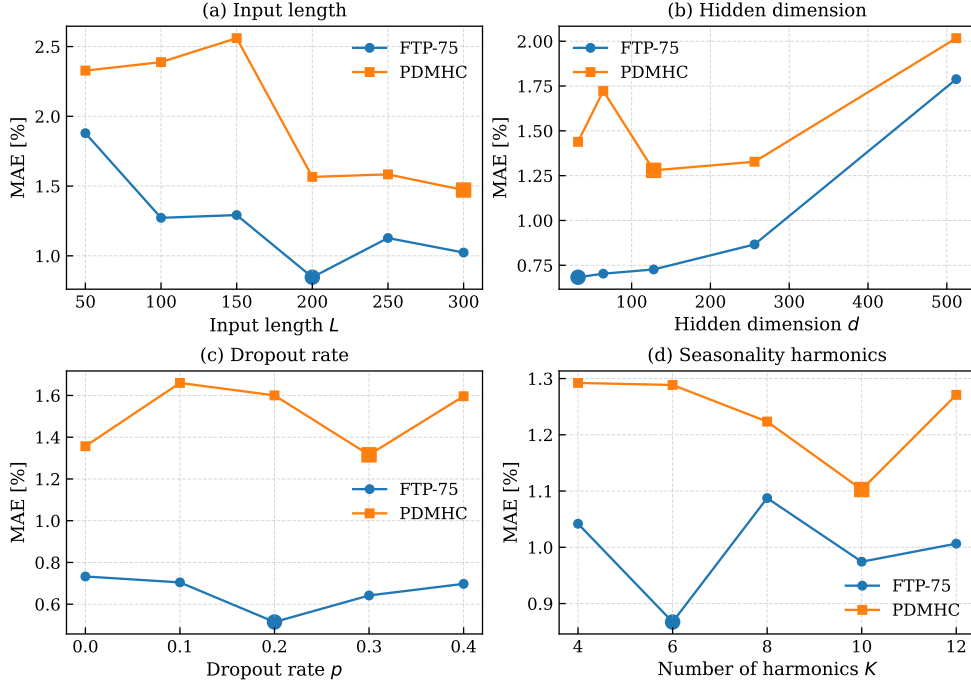 (a) Input length
MAE [%]
2.5
2.0
1.5
1.0
FTP-75
PDMHC
50 100 150 200 250 300
Input length L
(b) Hidden dimension
MAE [%]
2.00
1.75
1.50
1.25
1.00
0.75
FTP-75
PDMHC
100 200 300 400 500
Hidden dimension d
(c) Dropout rate
MAE [%]
1.6
1.4
1.2
1.0
0.8
0.6
FTP-75
PDMHC
0.0 0.1 0.2 0.3 0.4
Dropout rate p
(d) Seasonality harmonics
MAE [%]
1.3
1.2
1.1
1.0
0.9
FTP-75
PDMHC
4 6 8 10 12
Number of harmonics K